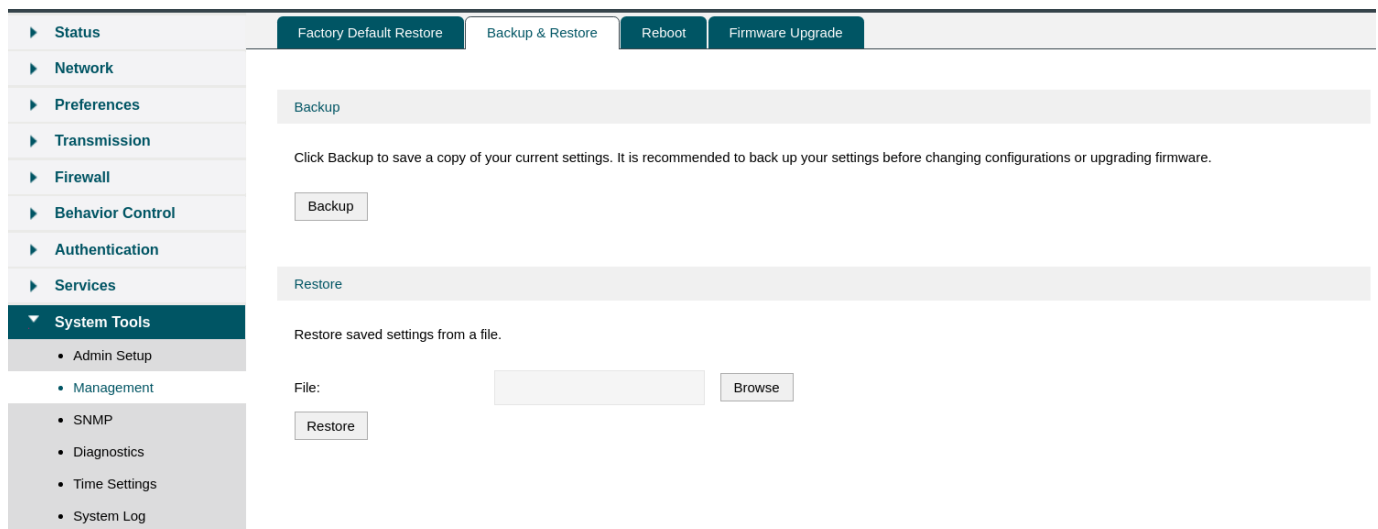 Status
Network
Preferences
Transmission
Firewall
Behavior Control
Authentication
Services
System Tools
Admin Setup
Management
SNMP
Diagnostics
Time Settings
System Log
Factory Default Restore
Backup & Restore
Reboot
Firmware Upgrade
Backup
Click Backup to save a copy of your current settings. It is recommended to back up your settings before changing configurations or upgrading firmware.
Backup
Restore
Restore saved settings from a file.
File:
Browse
Restore